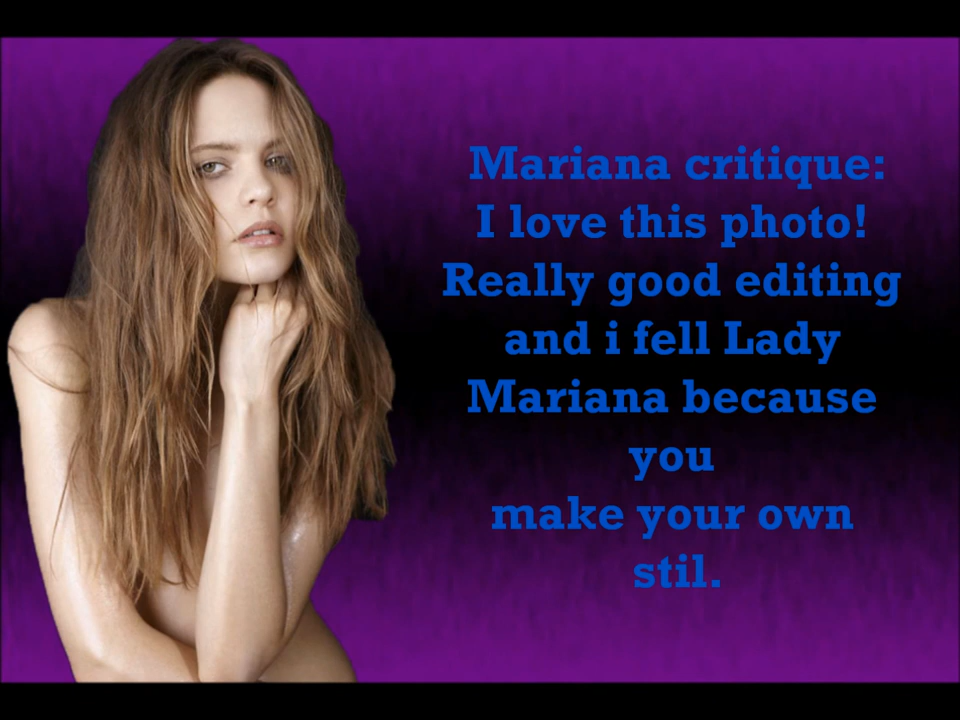 Mariana critique:
I love this photo!
Really good editing
and i fell Lady
Mariana because
you
make your own
stil.